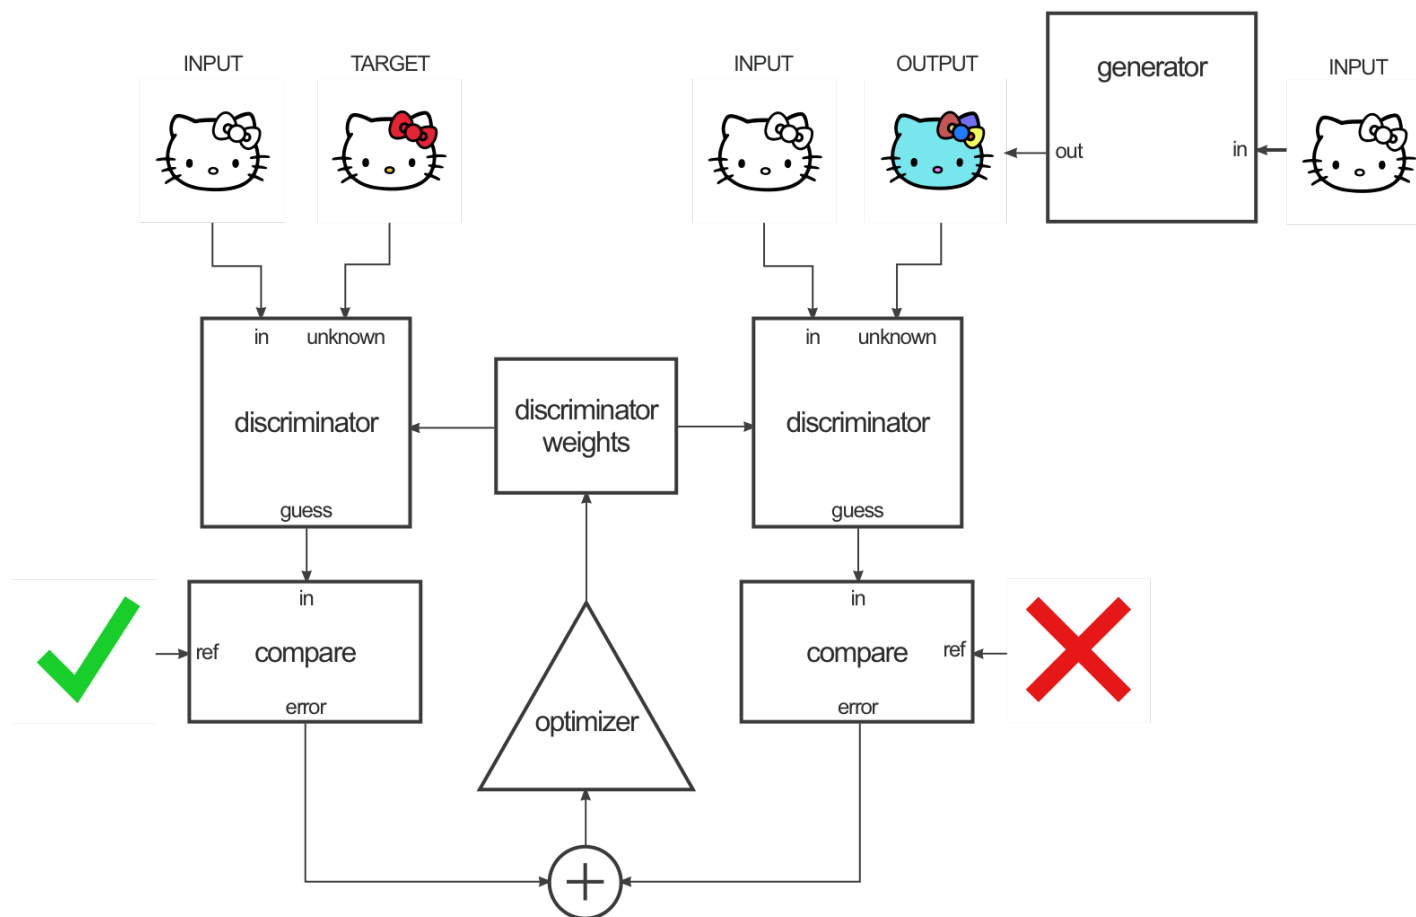 INPUT
TARGET
INPUT
OUTPUT
generator
INPUT
out
in
in
unknown
in
unknown
discriminator
discriminator
weights
discriminator
guess
guess
in
in
ref
compare
compare
ref
error
optimizer
error